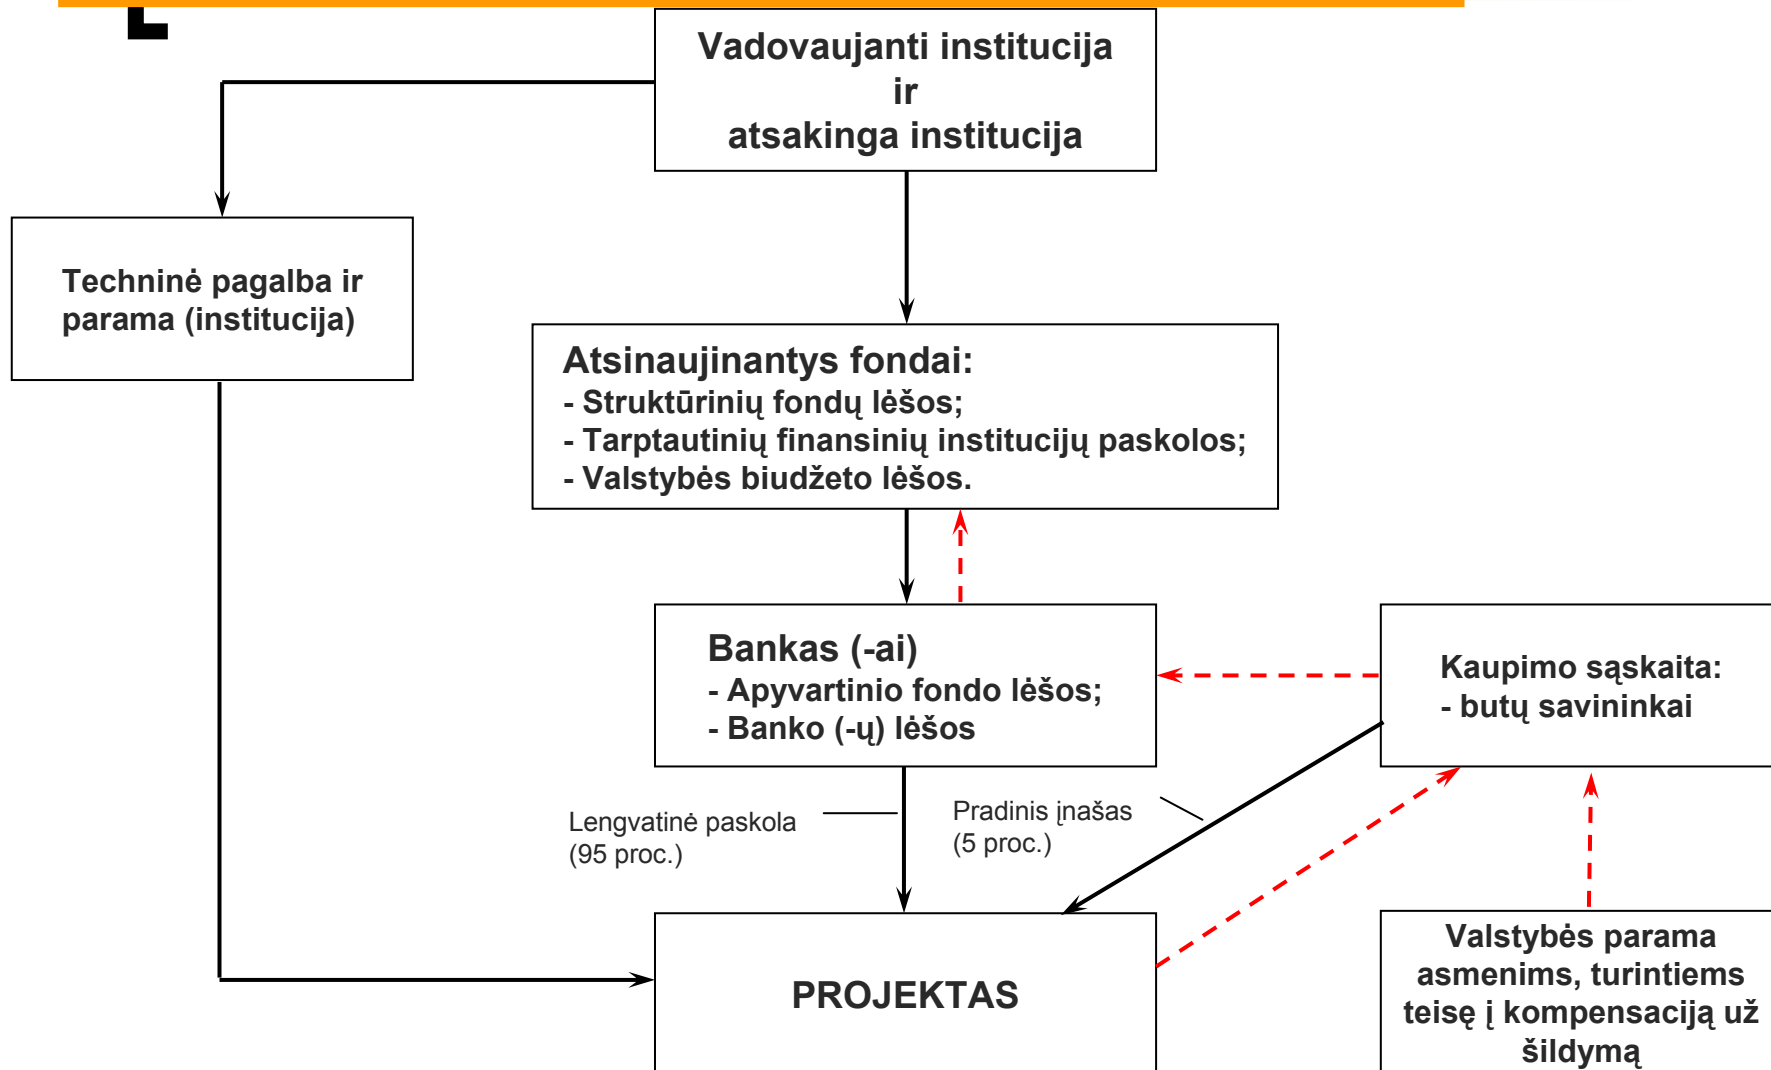 Vadovaujanti institucija
ir
atsakinga institucija
Techninė pagalba ir
parama (institucija)
Atsinaujinantys fondai:
- Struktūrinių fondų lėšos;
- Tarptautinių finansinių institucijų paskolos;
- Valstybės biudžeto lėšos.
Bankas (-ai)
- Apyvartinio fondo lėšos;
- Banko (-ų) lėšos
Kaupimo sąskaita:
- butų savininkai
Lengvatinė paskola
(95 proc.)
Pradinis įnašas
(5 proc.)
PROJEKTAS
Valstybės parama
asmenims, turintiems
teisę į kompensaciją už
šildymą